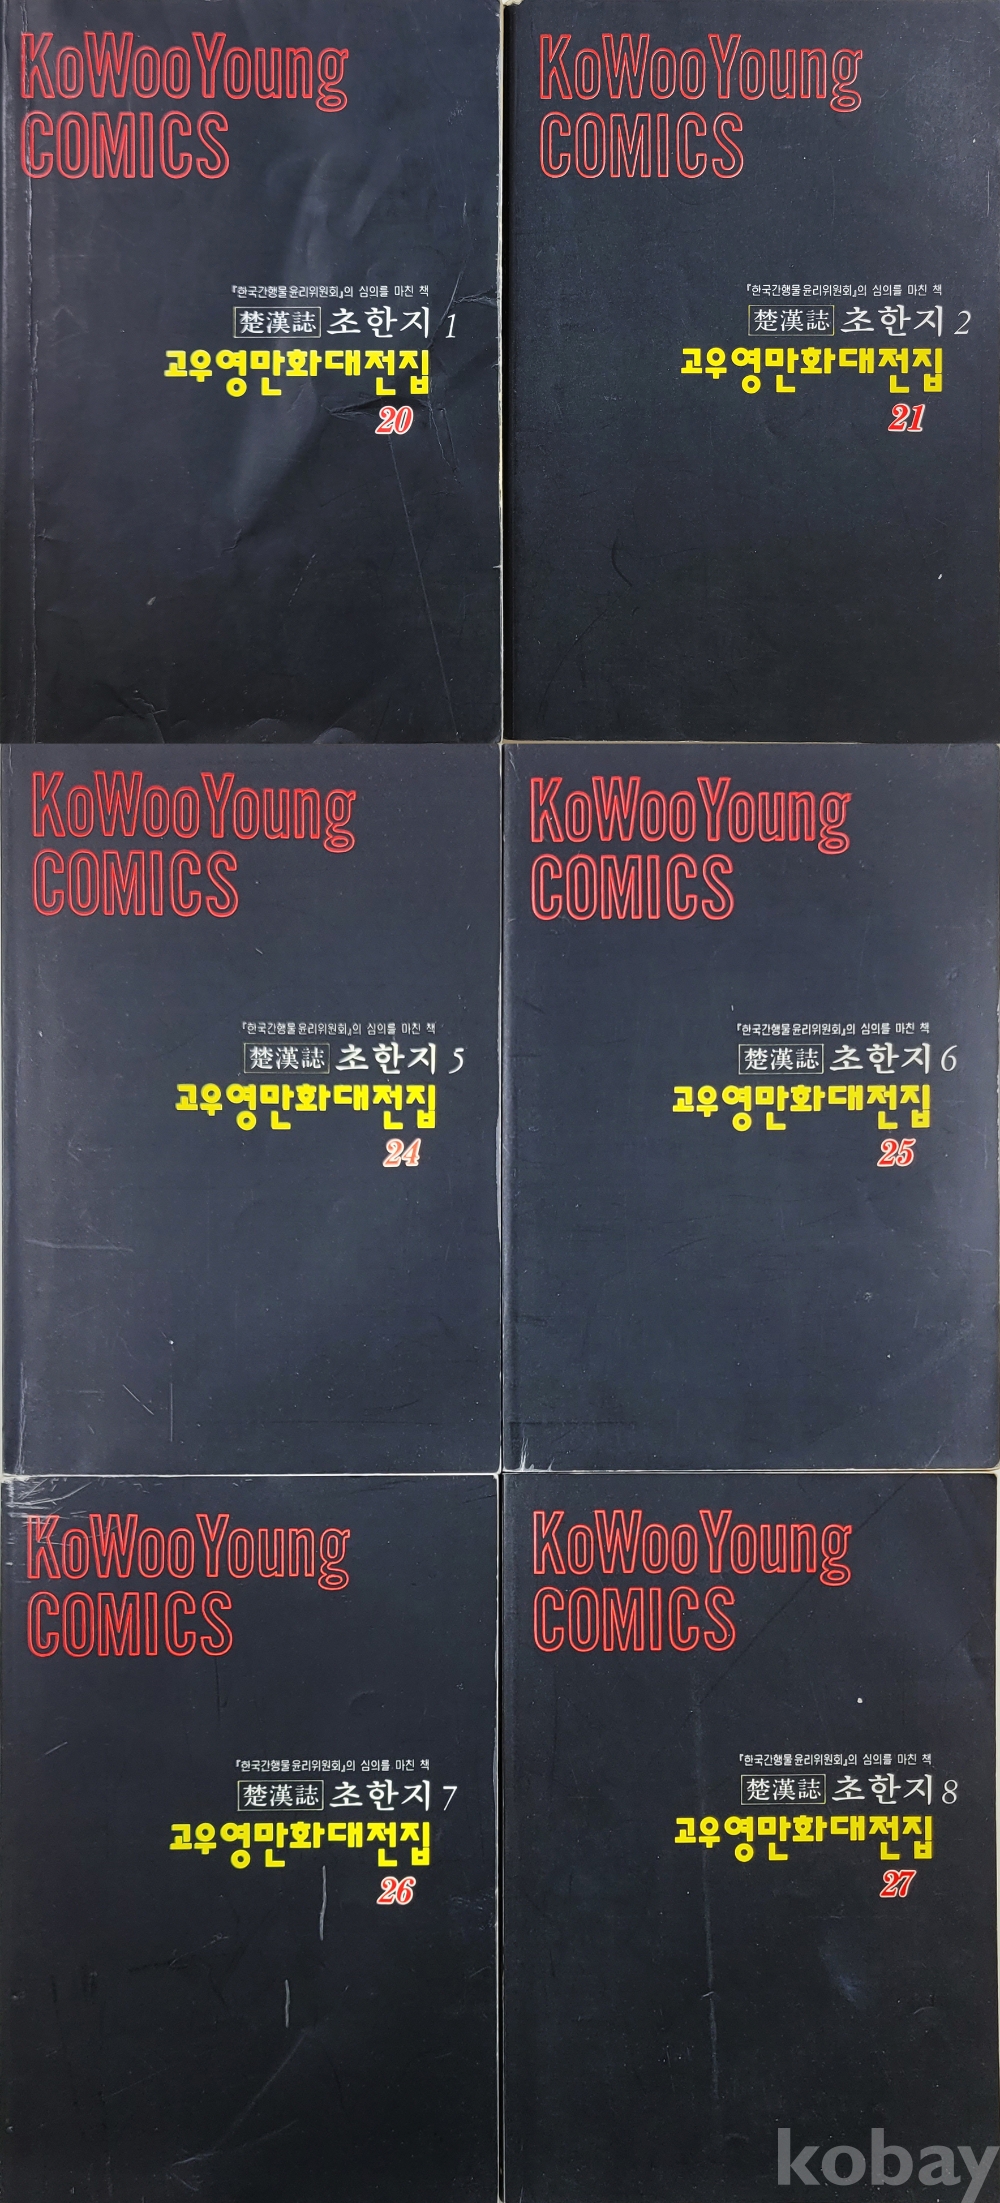 KoWooYoung
COMICS
『한국간행물윤리위원회』의 심의를 마친 책
楚漢誌 초한지 1
고우영만화대전집
20
KoWooYoung
COMICS
『한국간행물윤리위원회』의 심의를 마친 책
楚漢誌 초한지 2
고우영만화대전집
21
KoWooYoung
COMICS
『한국간행물윤리위원회』의 심의를 마친 책
楚漢誌 초한지 5
고우영만화대전집
24
KoWooYoung
COMICS
『한국간행물윤리위원회』의 심의를 마친 책
楚漢誌 초한지 6
고우영만화대전집
25
KoWooYoung
COMICS
『한국간행물윤리위원회』의 심의를 마친 책
楚漢誌 초한지 7
고우영만화대전집
26
KoWooYoung
COMICS
『한국간행물윤리위원회』의 심의를 마친 책
楚漢誌 초한지 8
고우영만화대전집
27
kobay